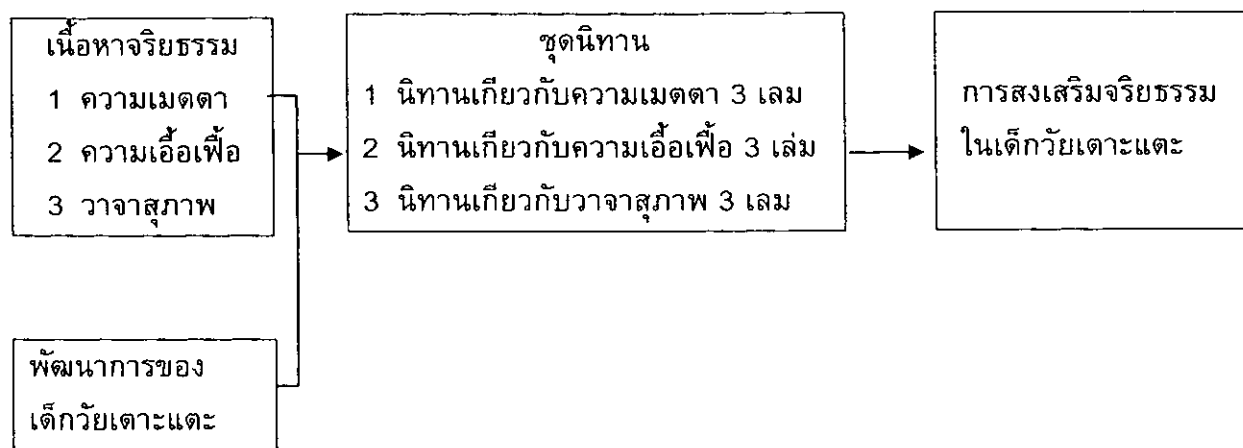 เนื้อหาจริยธรรม
1 ความเมตตา
2 ความเอื้อเฟื้อ
3 วาจาสุภาพ
ชุดนิทาน
1 นิทานเกียวกับความเมตตา 3 เลม
2 นิทานเกียวกับความเอื้อเฟื้อ 3 เล่ม
3 นิทานเกียวกับวาจาสุภาพ 3 เลม
การสงเสริมจริยธรรม
ในเด็กวัยเตาะแตะ
พัฒนาการของ
เด็กวัยเตาะแตะ